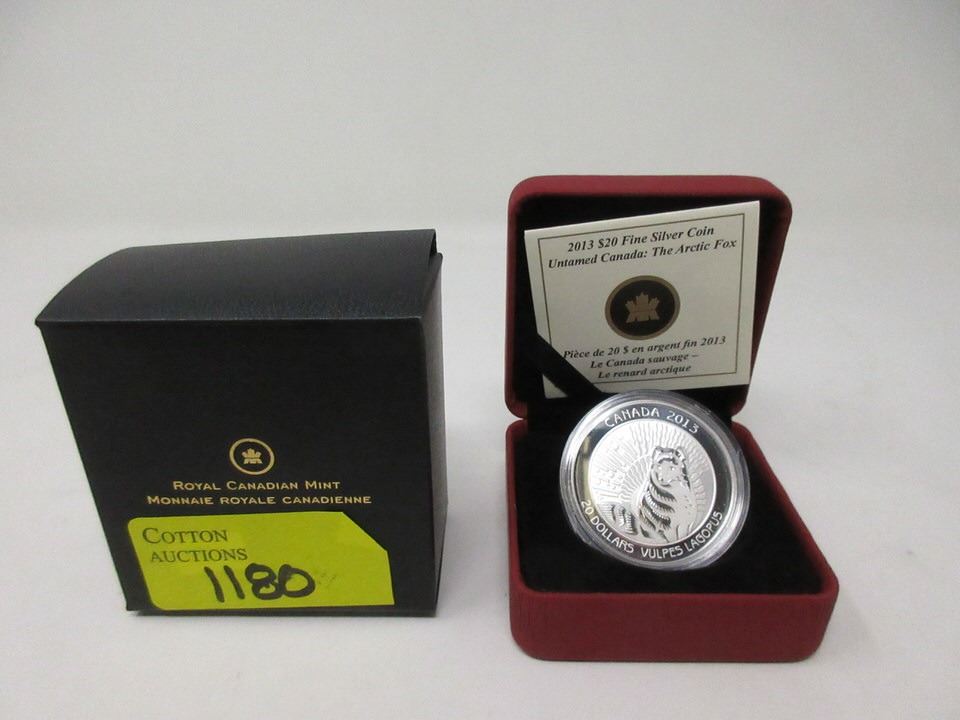 ROYAL CANADIAN MINT
MONNAIE ROYALE CANADIENNE
COTTON
AUCTIONS
1180
2013 $20 Fine Silver Coin
Untamed Canada: The Arctic Fox
Pièce de 20 $ en argent fin 2013
Le Canada sauvage –
Le renard arctique
CANADA 2013
20 DOLLARS VULPES LAGOPUS